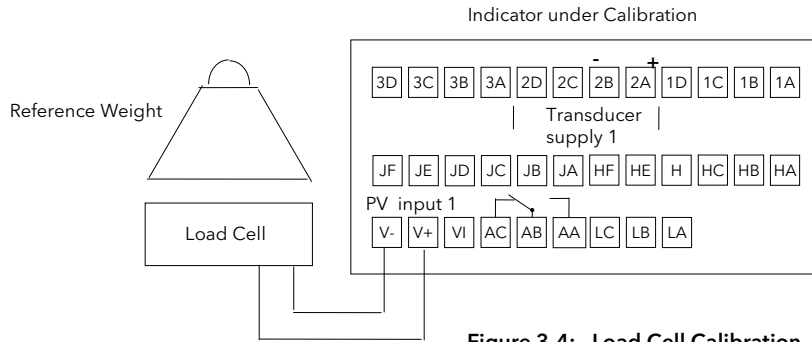 Indicator under Calibration
- +
3D 3C 3B 3A 2D 2C 2B 2A 1D 1C 1B 1A
Reference Weight
Transducer
supply 1
JF JE JD JC JB JA HF HE H HC HB HA
PV input 1
Load Cell
V- V+ VI AC AB AA LC LB LA
Figure 3-4: Load Cell Calibration